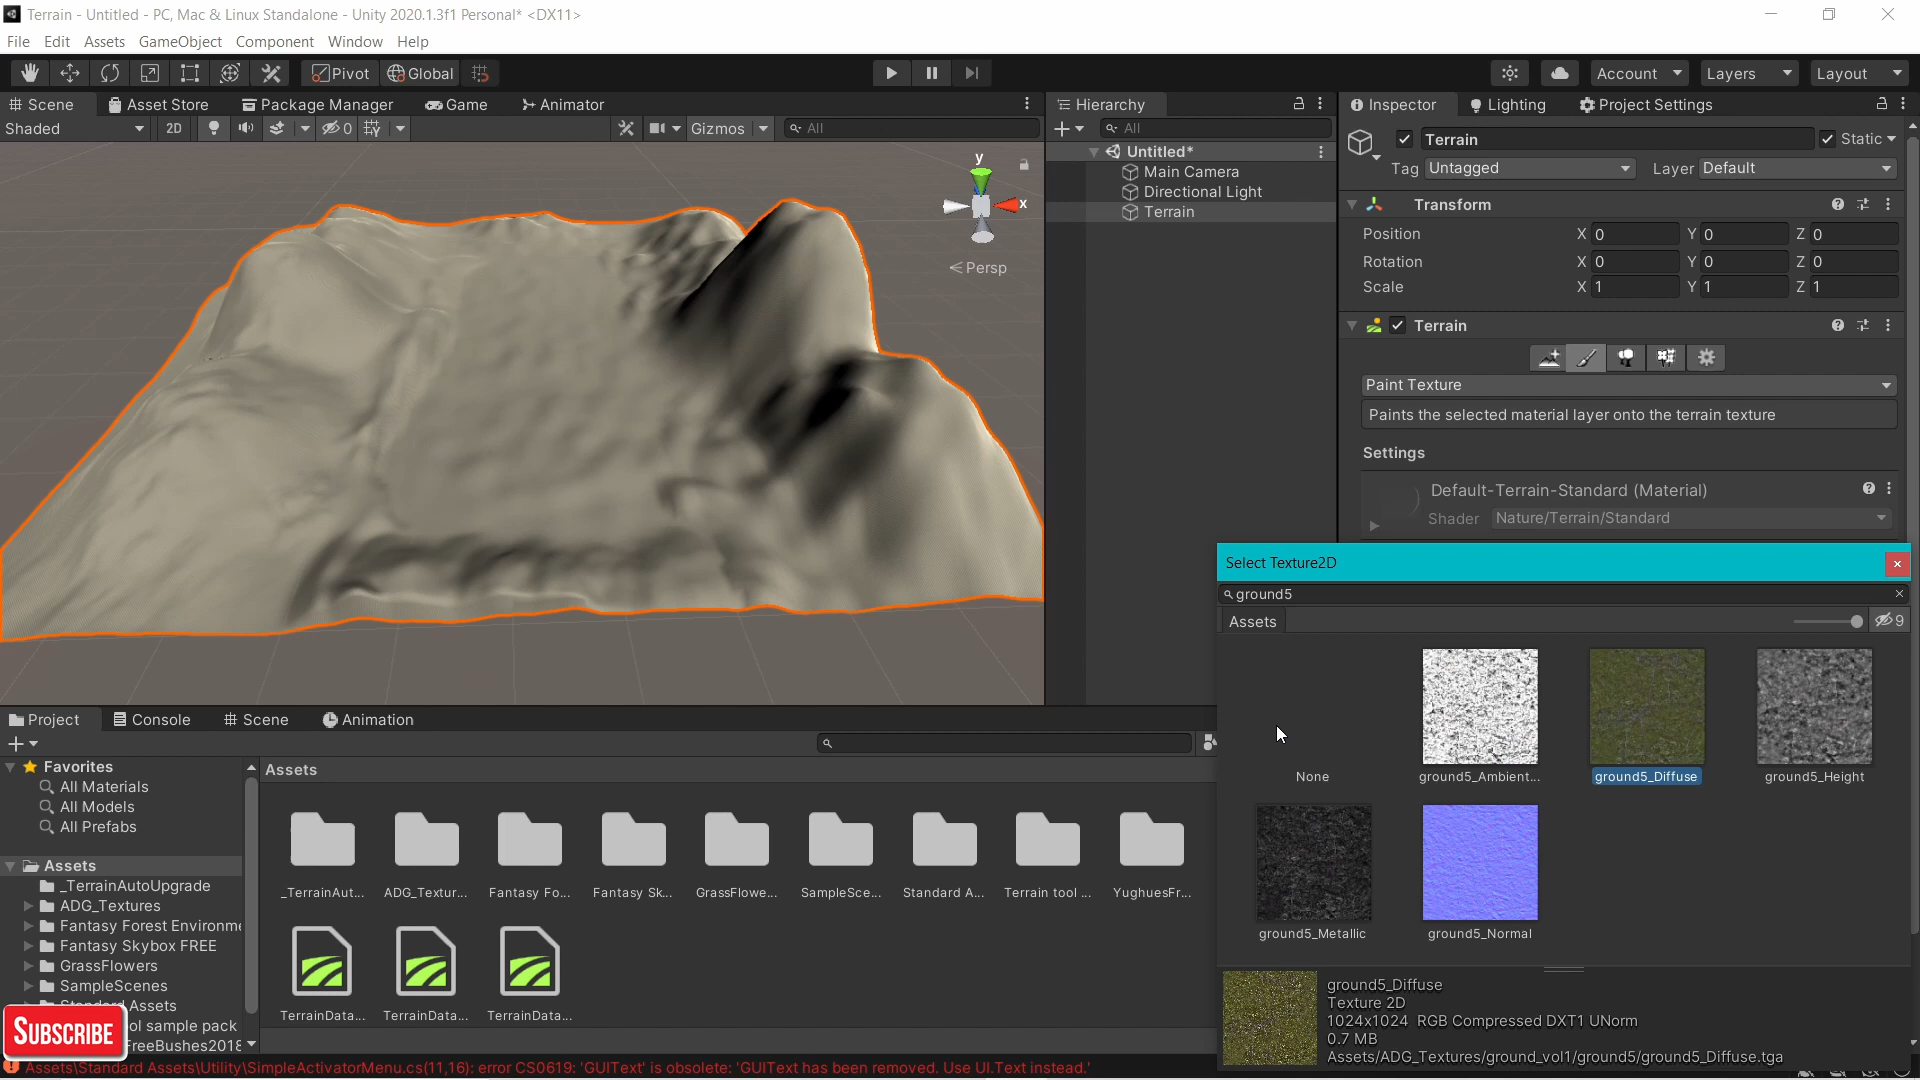 Terrain - Untitled - PC, Mac & Linux Standalone - Unity 2020.1.3f1 Personal* <DX11>
File Edit Assets GameObject Component Window Help
Pivot Global Account Layers Layout
Scene Asset Store Package Manager Game Animator
Shaded 2D 0 Gizmos All
y
x
Persp
Hierarchy
All
Untitled*
Main Camera
Directional Light
Terrain
Inspector Lighting Project Settings
Terrain Static
Tag Untagged Layer Default
Transform
Position X 0 Y 0 Z 0
Rotation X 0 Y 0 Z 0
Scale X 1 Y 1 Z 1
Terrain
Paint Texture
Paints the selected material layer onto the terrain texture
Settings
Default-Terrain-Standard (Material)
Shader Nature/Terrain/Standard
Select Texture2D
ground5
Assets 9
None ground5_Ambient... ground5_Diffuse ground5_Height
ground5_Metallic ground5_Normal
ground5_Diffuse
Texture 2D
1024x1024 RGB Compressed DXT1 UNorm
0.7 MB
Assets/ADG_Textures/ground_vol1/ground5/ground5_Diffuse.tga
Project Console Scene Animation
Favorites
All Materials
All Models
All Prefabs
Assets
_TerrainAutoUpgrade
ADG_Textures
Fantasy Forest Environme
Fantasy Skybox FREE
GrassFlowers
SampleScenes
Standard Assets
ol sample pack
FreeBushes2018
Assets
_TerrainAut... ADG_Textur... Fantasy Fo... Fantasy Sk... GrassFlowe... SampleSce... Standard A... Terrain tool ... YughuesFr...
TerrainData... TerrainData... TerrainData...
SUBSCRIBE
Assets\Standard Assets\Utility\SimpleActivatorMenu.cs(11,16): error CS0619: 'GUIText' is obsolete: 'GUIText has been removed. Use UI.Text instead.'